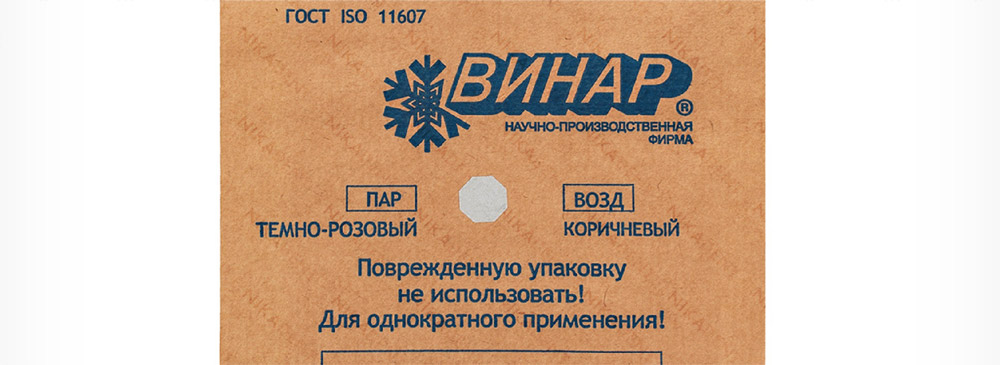 ГОСТ ISO 11607
ВИНАР®
НАУЧНО-ПРОИЗВОДСТВЕННАЯ
ФИРМА
ПАР ВОЗД
ТЕМНО-РОЗОВЫЙ КОРИЧНЕВЫЙ
Поврежденную упаковку
не использовать!
Для однократного применения!